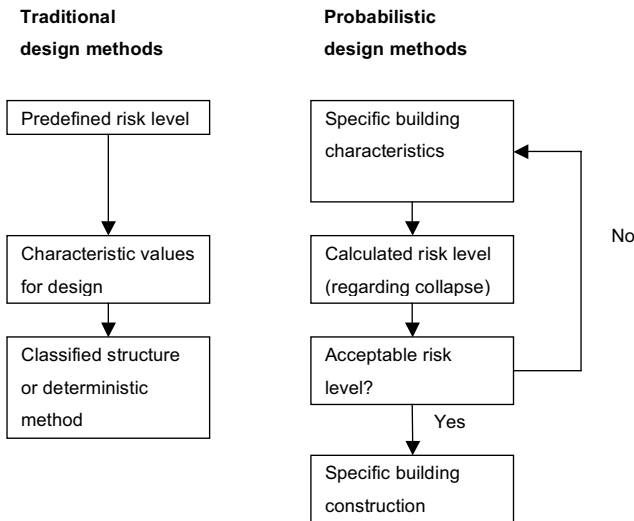 Traditional
design methods
Predefined risk level
Characteristic values
for design
Classified structure
or deterministic
method
Probabilistic
design methods
Specific building
characteristics
Calculated risk level
(regarding collapse)
Acceptable risk
level?
No
Yes
Specific building
construction